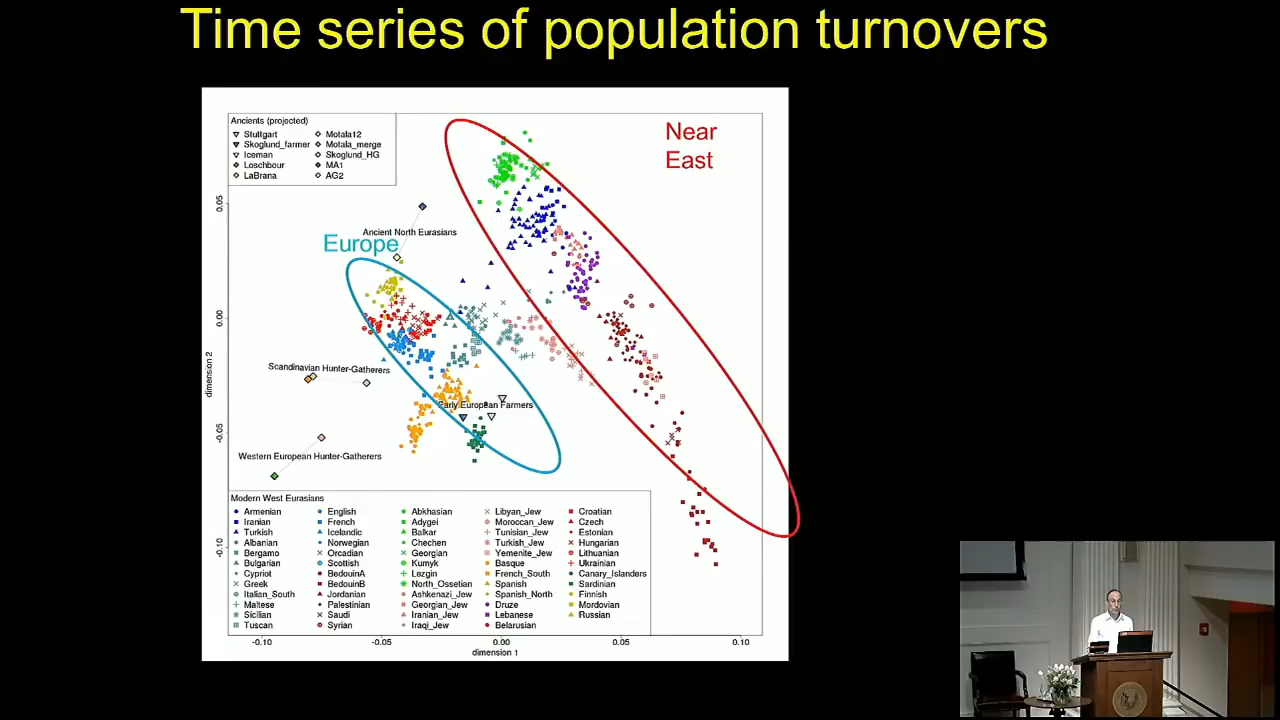 Time series of population turnovers
Ancients (projected)
Stuttgart
Skoglund_farmer
Iceman
Loschbour
LaBrana
Motala12
Motala_merge
Skoglund_HG
MA1
AG2
Near
East
Ancient North Eurasians
Europe
Scandinavian Hunter-Gatherers
Early European Farmers
Western European Hunter-Gatherers
0.05
0.00
-0.05
-0.10
dimension 2
Modern West Eurasians
Armenian
Iranian
Turkish
Albanian
Bergamo
Bulgarian
Cypriot
Greek
Italian_South
Maltese
Sicilian
Tuscan
English
French
Icelandic
Norwegian
Orcadian
Scottish
BedouinA
BedouinB
Jordanian
Palestinian
Saudi
Syrian
Abkhasian
Adygei
Balkar
Chechen
Georgian
Kumyk
Lezgin
North_Ossetian
Ashkenazi_Jew
Georgian_Jew
Iranian_Jew
Iraqi_Jew
Libyan_Jew
Moroccan_Jew
Tunisian_Jew
Turkish_Jew
Yemenite_Jew
Basque
French_South
Spanish
Spanish_North
Druze
Lebanese
Belarusian
Croatian
Czech
Estonian
Hungarian
Lithuanian
Ukrainian
Canary_Islanders
Sardinian
Finnish
Mordovian
Russian
-0.10
-0.05
0.00
0.05
0.10
dimension 1